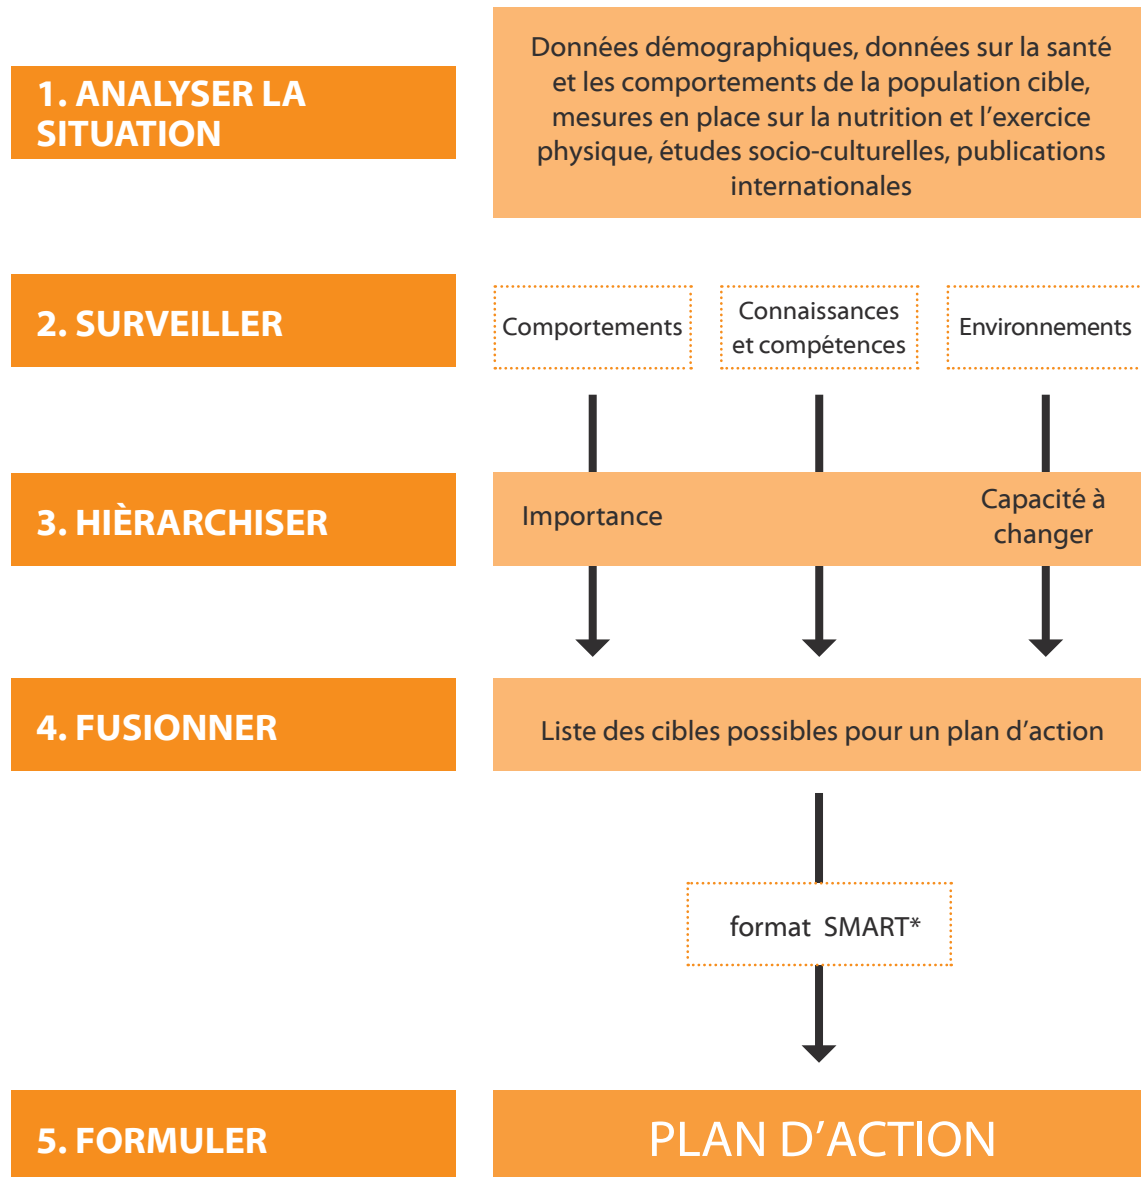 1. ANALYSER LA
SITUATION
Données démographiques, données sur la santé
et les comportements de la population cible,
mesures en place sur la nutrition et l’exercice
physique, études socio-culturelles, publications
internationales
2. SURVEILLER
Comportements
Connaissances
et compétences
Environnements
3. HIÈRARCHISER
Importance
Capacité à
changer
4. FUSIONNER
Liste des cibles possibles pour un plan d’action
format SMART*
5. FORMULER
PLAN D’ACTION